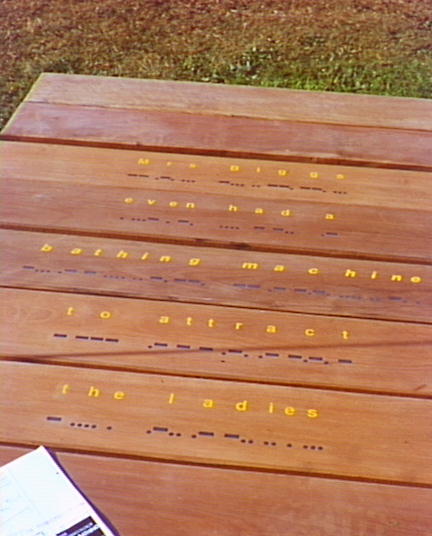 Mrs Biggs
even had a
bathing machine
to attract
the ladies